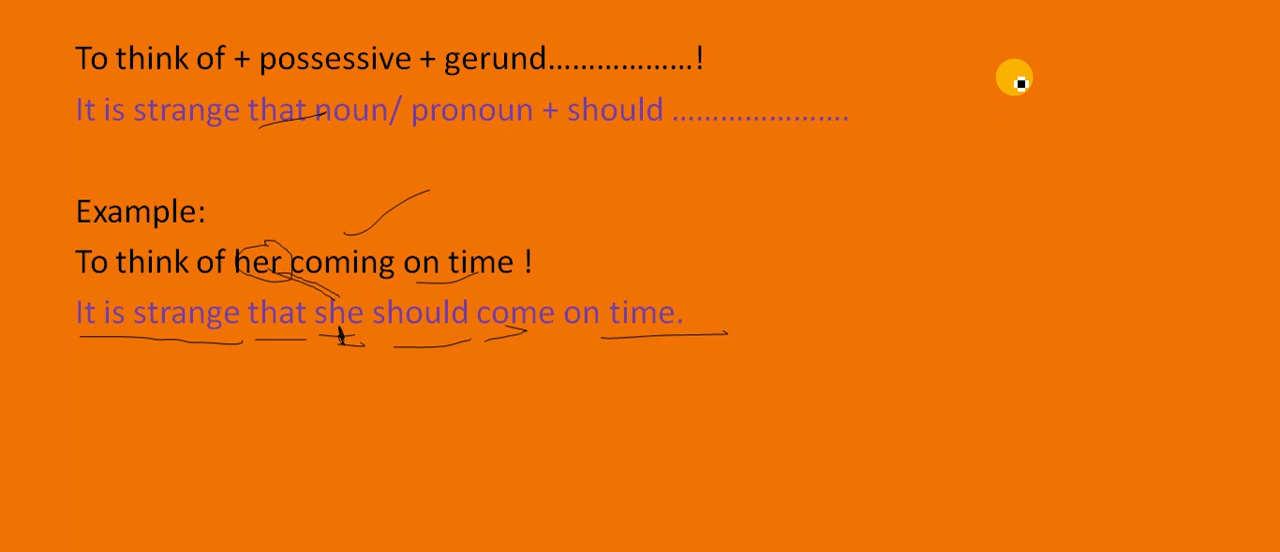 To think of + possessive + gerund..................!
It is strange that noun/ pronoun + should ......................
Example:
To think of her coming on time !
It is strange that she should come on time.